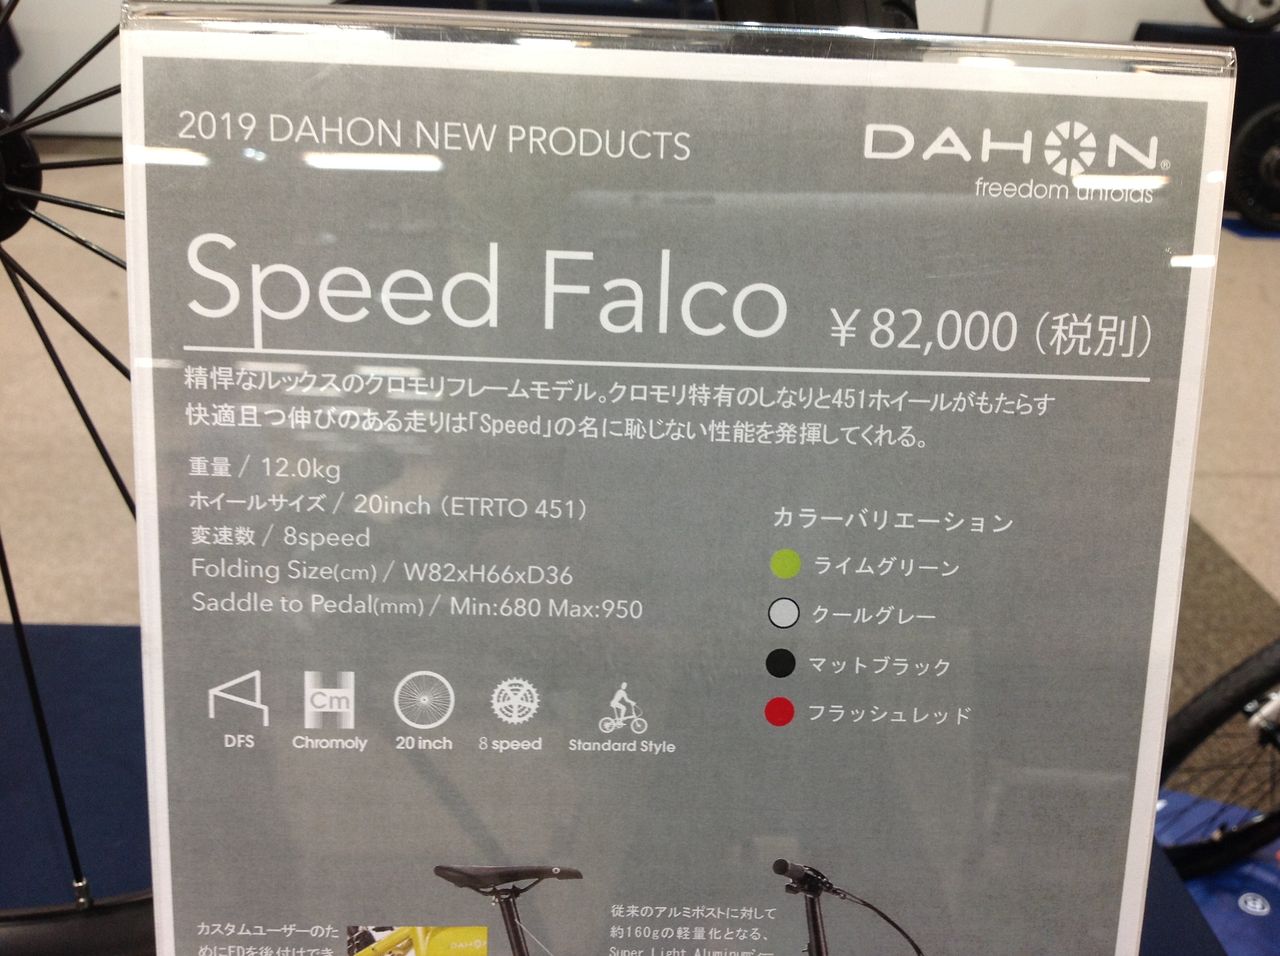 2019 DAHON NEW PRODUCTS
DAHON®
freedom unfolds
Speed Falco ￥82,000（税別）
精悍なルックスのクロモリフレームモデル。クロモリ特有のしなりと451ホイールがもたらす
快適且つ伸びのある走りは「Speed」の名に恥じない性能を発揮してくれる。
重量 / 12.0kg
ホイールサイズ / 20inch（ETRTO 451）
変速数 / 8speed
Folding Size(cm) / W82xH66xD36
Saddle to Pedal(mm) / Min:680 Max:950
カラーバリエーション
ライムグリーン
クールグレー
マットブラック
フラッシュレッド
Cm
DFS
Chromoly
20 inch
8 speed
Standard Style
カスタムユーザーのた
めにFDを後付けでき
DAHON
従来のアルミポストに対して
約160gの軽量化となる、
Super Light Aluminum